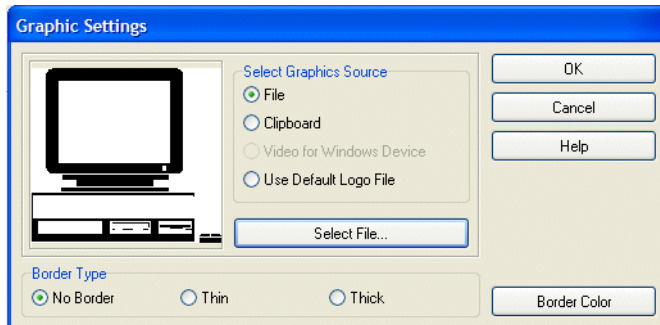 Graphic Settings
Select Graphics Source
File
Clipboard
Video for Windows Device
Use Default Logo File
Select File...
OK
Cancel
Help
Border Type
No Border
Thin
Thick
Border Color